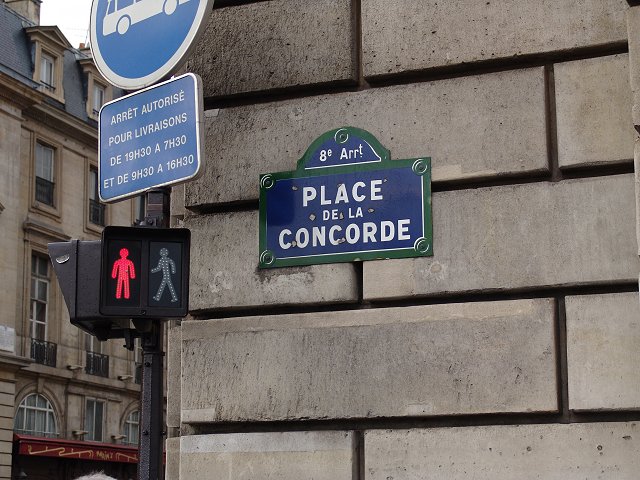 ARRÊT AUTORISÉ
POUR LIVRAISONS
DE 19H30 A 7H30
ET DE 9H30 A 16H30
8e Arrt
PLACE
DE LA
CONCORDE